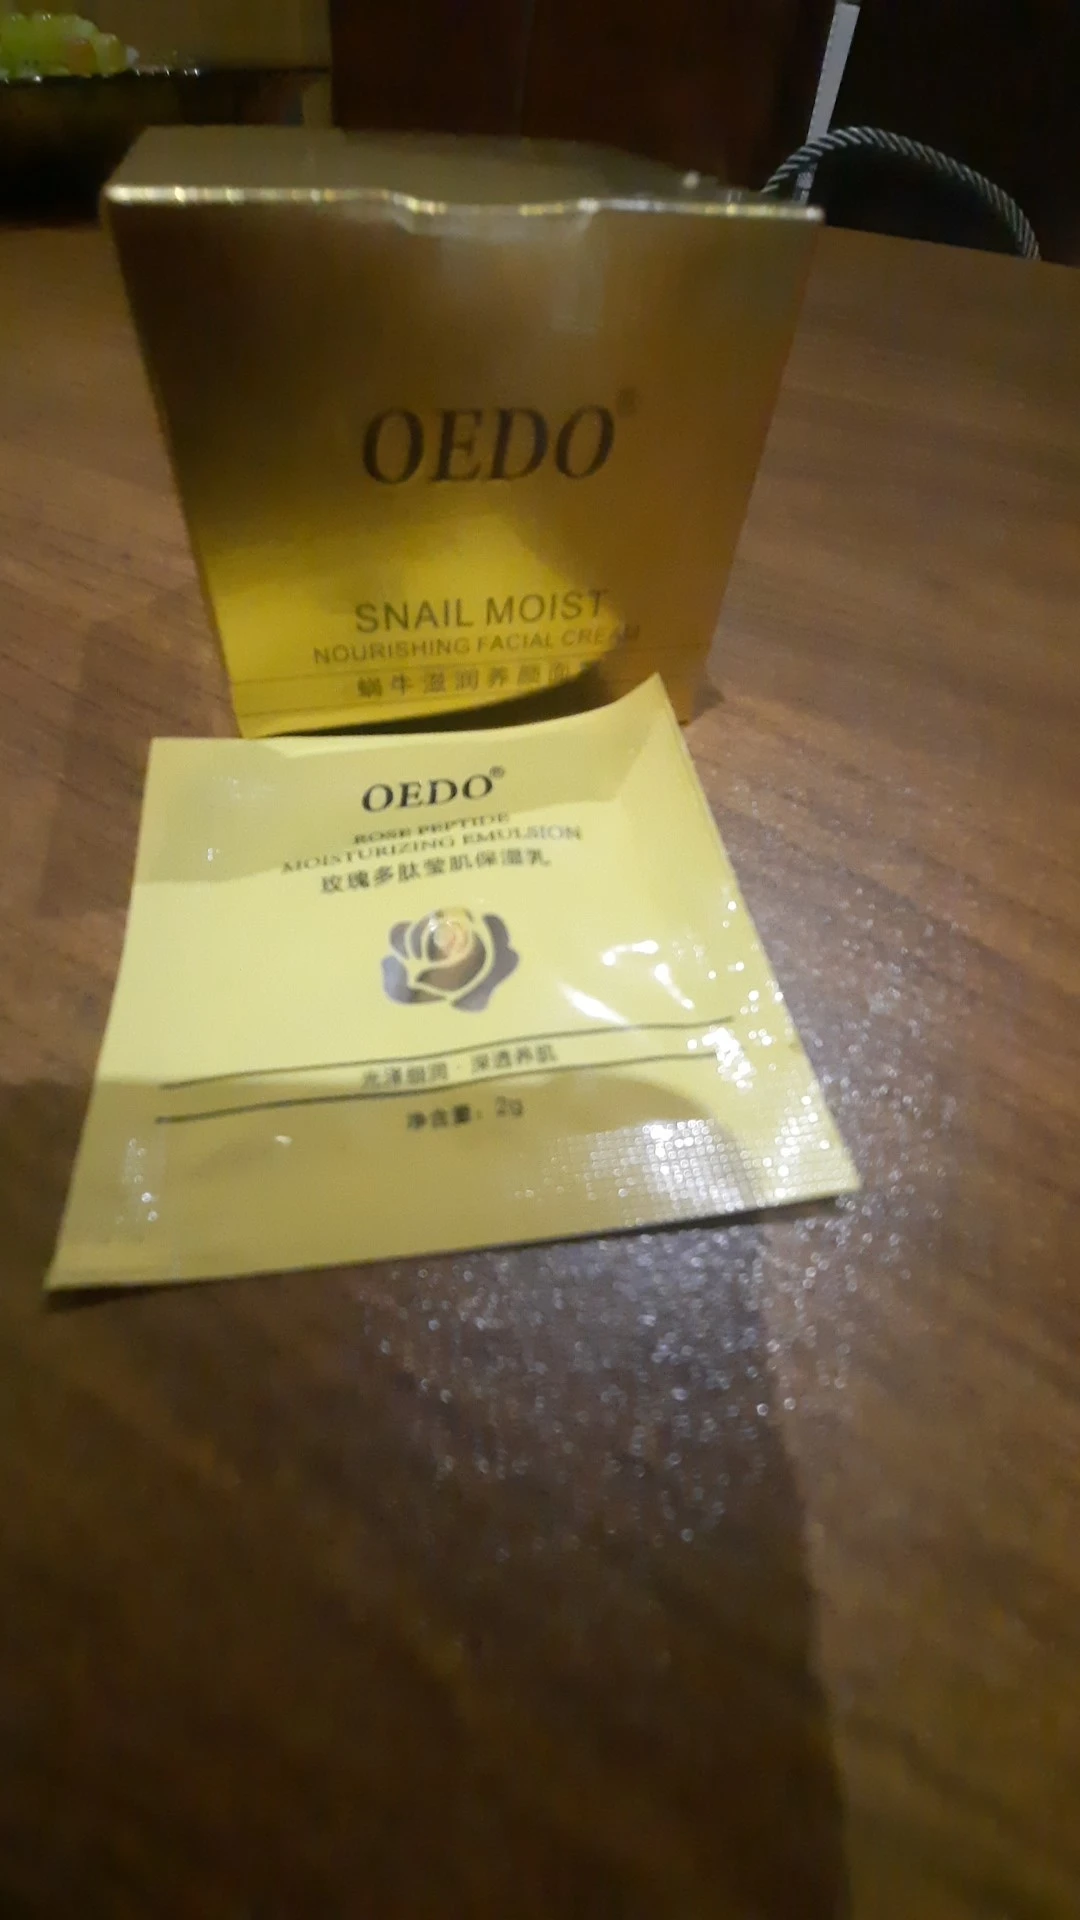 OEDO®
SNAIL MOIST
NOURISHING FACIAL CREAM
蜗牛滋润养颜面
OEDO®
ROSE PEPTIDE
MOISTURIZING EMULSION
玫瑰多肽莹肌保湿乳
光泽细润·深透养肌
净含量：2g